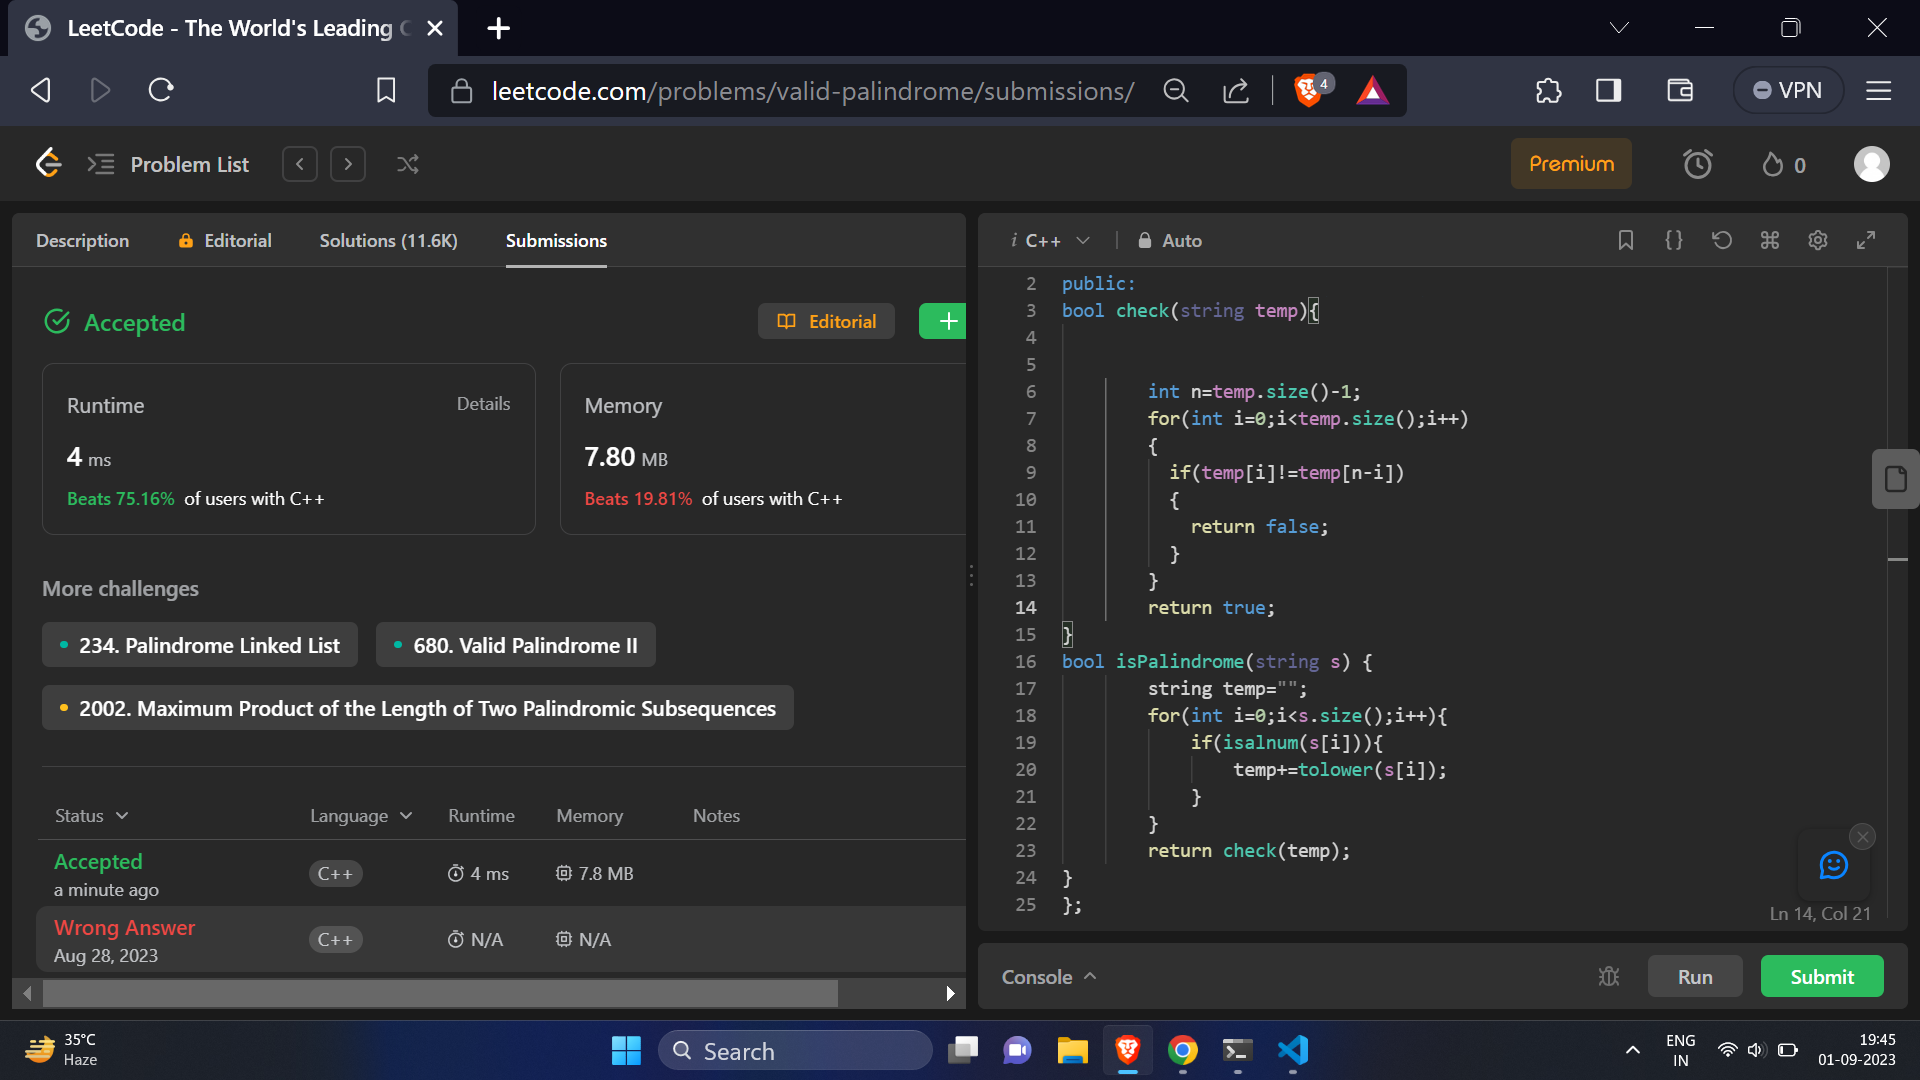 LeetCode - The World's Leading
leetcode.com/problems/valid-palindrome/submissions/
4
VPN
Problem List
Premium
0
Description
Editorial
Solutions (11.6K)
Submissions
Accepted
Editorial
Runtime
Details
4 ms
Beats 75.16% of users with C++
Memory
7.80 MB
Beats 19.81% of users with C++
More challenges
234. Palindrome Linked List
680. Valid Palindrome II
2002. Maximum Product of the Length of Two Palindromic Subsequences
Status Language Runtime Memory Notes
Accepted
a minute ago
C++ 4 ms 7.8 MB
Wrong Answer
Aug 28, 2023
C++ N/A N/A
i C++ Auto
2 public:
3 bool check(string temp){
4
5
6 int n=temp.size()-1;
7 for(int i=0;i<temp.size();i++)
8 {
9 if(temp[i]!=temp[n-i])
10 {
11 return false;
12 }
13 }
14 return true;
15 }
16 bool isPalindrome(string s) {
17 string temp="";
18 for(int i=0;i<s.size();i++){
19 if(isalnum(s[i])){
20 temp+=tolower(s[i]);
21 }
22 }
23 return check(temp);
24 }
25 };
Ln 14, Col 21
Console
Run
Submit
35°C
Haze
Search
ENG
IN
19:45
01-09-2023